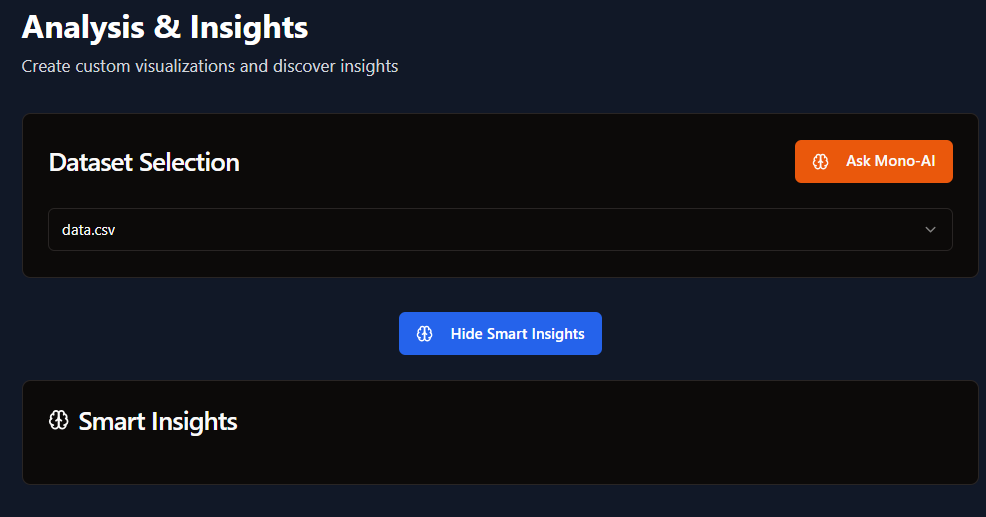 Analysis & Insights
Create custom visualizations and discover insights
Dataset Selection
Ask Mono-AI
data.csv
Hide Smart Insights
Smart Insights